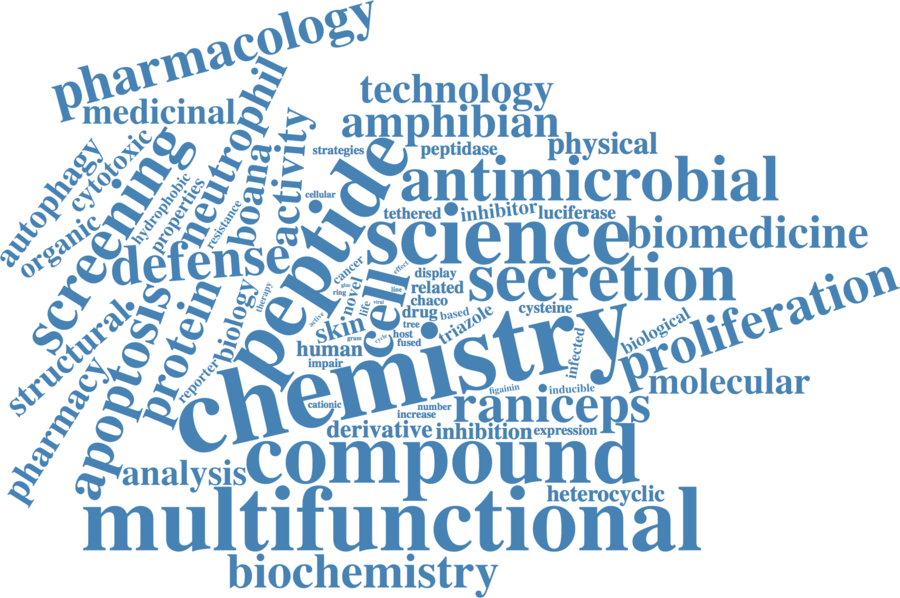 pharmacology
medicinal
technology
amphibian
physical
strategies
peptidase
neutrophil
activity
boana
screening
cytotoxic
autophagy
organic
hydrophobic
properties
resistance
defense
peptide
cellular
antimicrobial
tethered
inhibitor
luciferase
science
biomedicine
secretion
cancer
effect
display
related
chaco
cell
novel
glue
ring
line
life
viral
therapy
active
skin
gram
cycle
drug
based
tree
host
fused
triazole
cysteine
human
impair
infected
biological
proliferation
molecular
structural
pharmacy
apoptosis
protein
biology
reporter
chemistry
figainin
inducible
cationic
number
increase
raniceps
derivative
inhibition
expression
analysis
compound
heterocyclic
multifunctional
biochemistry